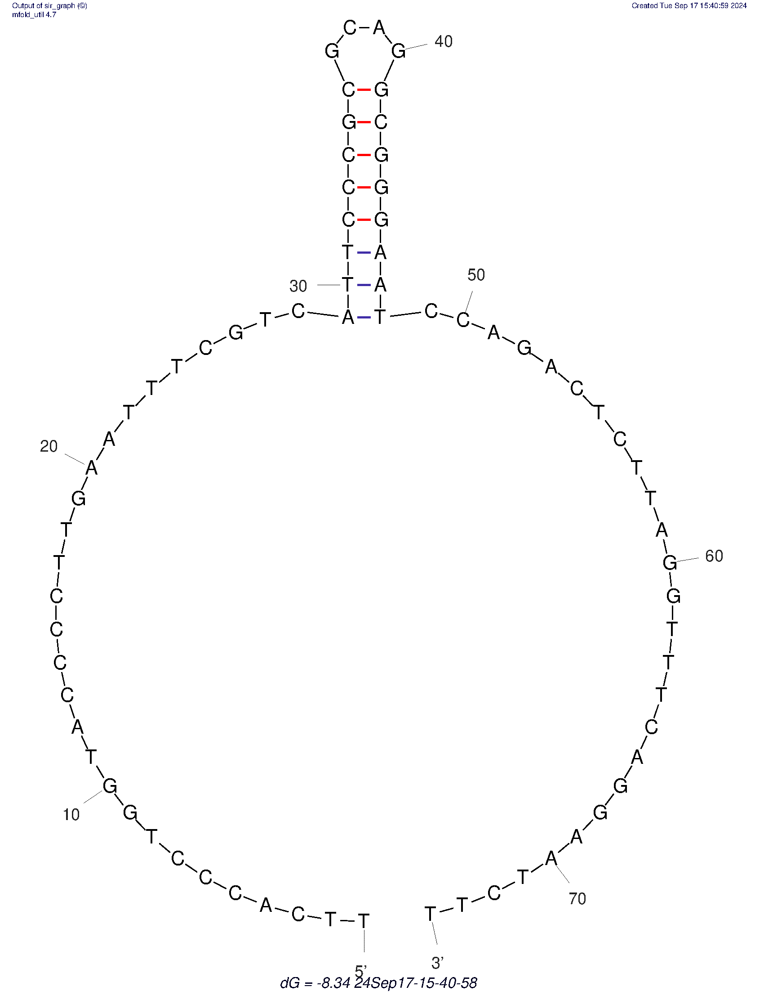 Output of sir_graph (©)
mfold_util 4.7
Created Tue Sep 17 15:40:59 2024
C A
G G 40
C G
G C
C G
C G
C G
T A
50
30 T A
T C A T C C
G A
C G
T A
T C
T T
A C
20 A T
G T
T A
T G 60
C G
C T
C T
C T
A C
T A
G G
10 G G
T A
C A
C T
C C
70
A T
C T T T
3'
5'
dG = -8.34 24Sep17-15-40-58